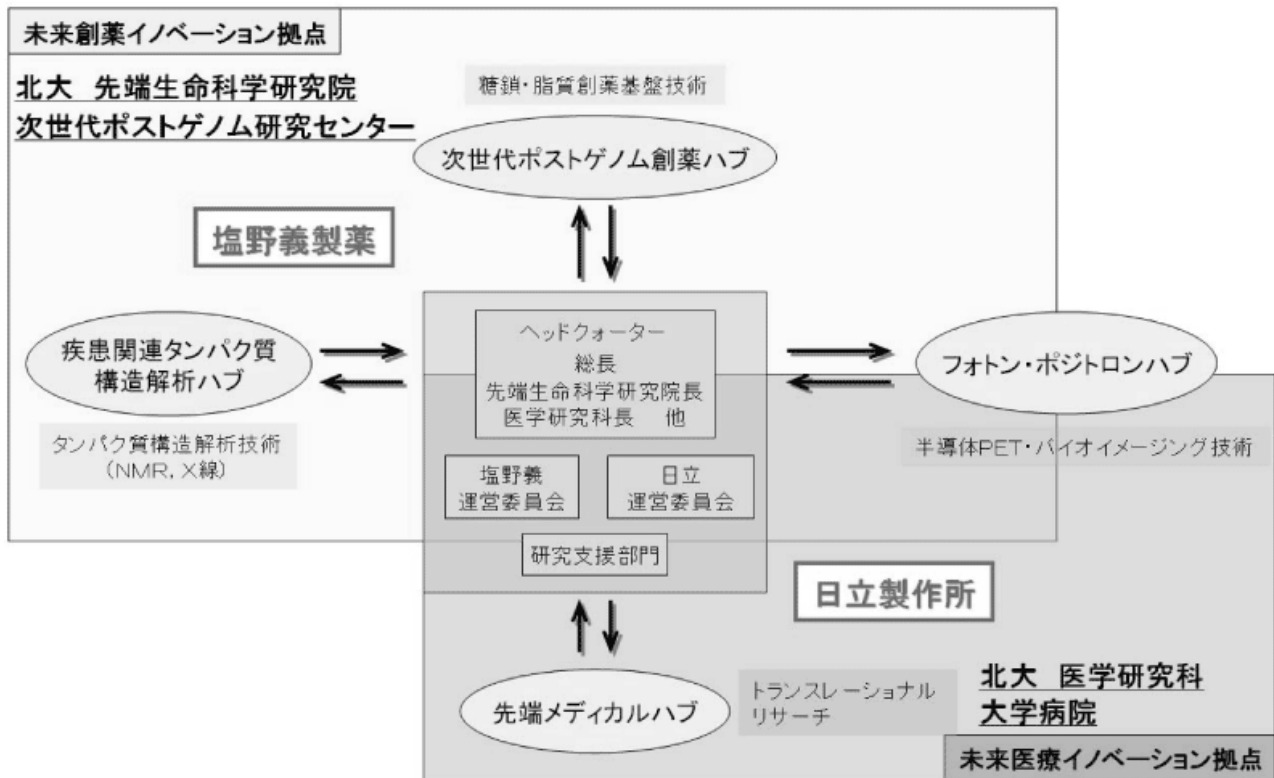 未来創薬イノベーション拠点
北大　先端生命科学研究院
次世代ポストゲノム研究センター
糖鎖・脂質創薬基盤技術
次世代ポストゲノム創薬ハブ
塩野義製薬
疾患関連タンパク質
構造解析ハブ
タンパク質構造解析技術
(NMR, X線)
ヘッドクォーター
総長
先端生命科学研究院長
医学研究科長　他
フォトン・ポジトロンハブ
半導体PET・バイオイメージング技術
塩野義
運営委員会
日立
運営委員会
研究支援部門
日立製作所
先端メディカルハブ
トランスレーショナル
リサーチ
北大　医学研究科
大学病院
未来医療イノベーション拠点